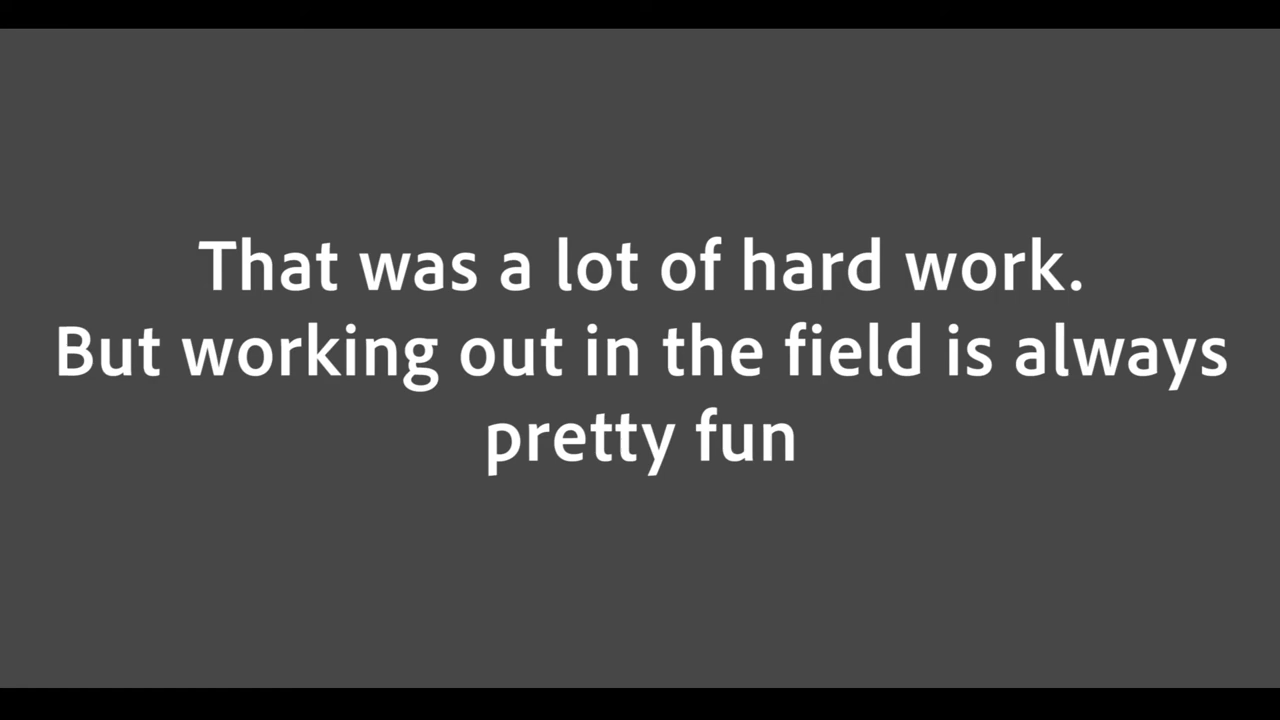 That was a lot of hard work.
But working out in the field is always
pretty fun